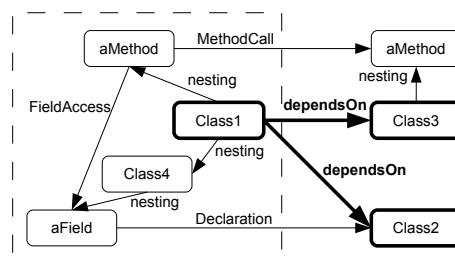 aMethod
MethodCall
aMethod
nesting
nesting
FieldAccess
dependsOn
Class1
Class3
nesting
Class4
dependsOn
nesting
Declaration
aField
Class2